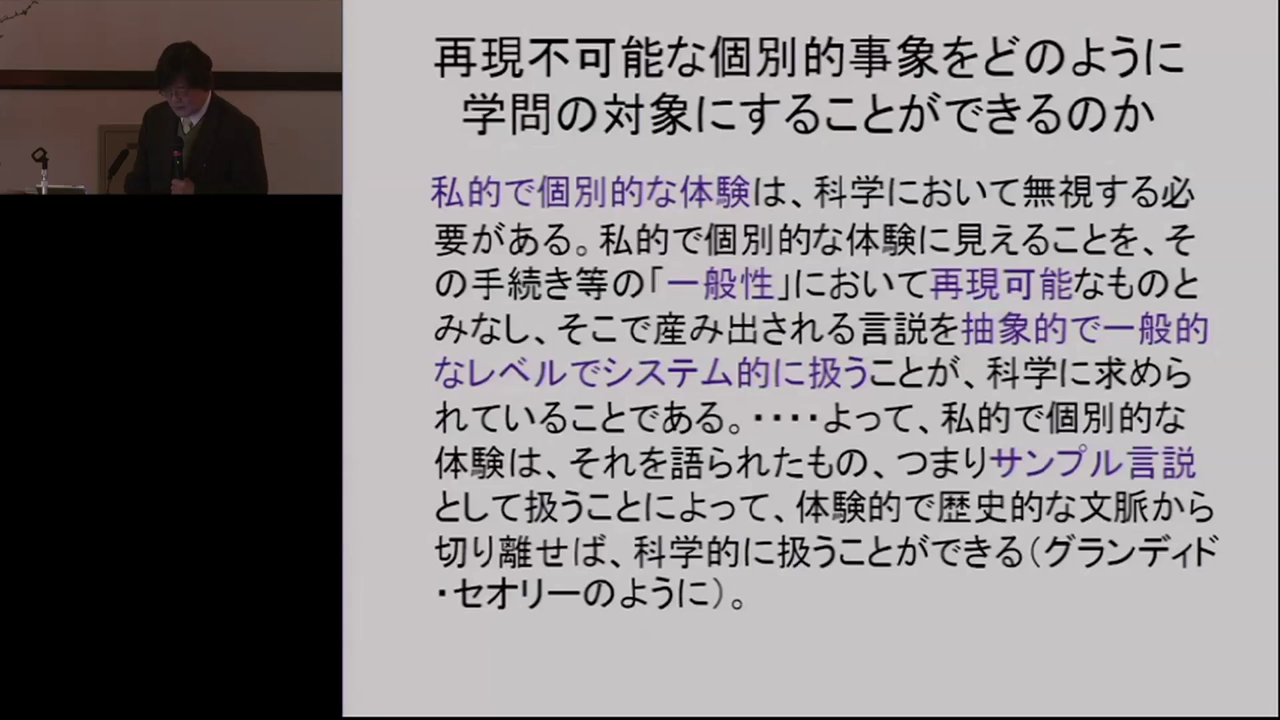 再現不可能な個別的事象をどのように
学問の対象にすることができるのか
私的で個別的な体験は、科学において無視する必
要がある。私的で個別的な体験に見えることを、そ
の手続き等の「一般性」において再現可能なものと
みなし、そこで産み出される言説を抽象的で一般的
なレベルでシステム的に扱うことが、科学に求めら
れていることである。・・・・よって、私的で個別的な
体験は、それを語られたもの、つまりサンプル言説
として扱うことによって、体験的で歴史的な文脈から
切り離せば、科学的に扱うことができる(グランディド
・セオリーのように)。